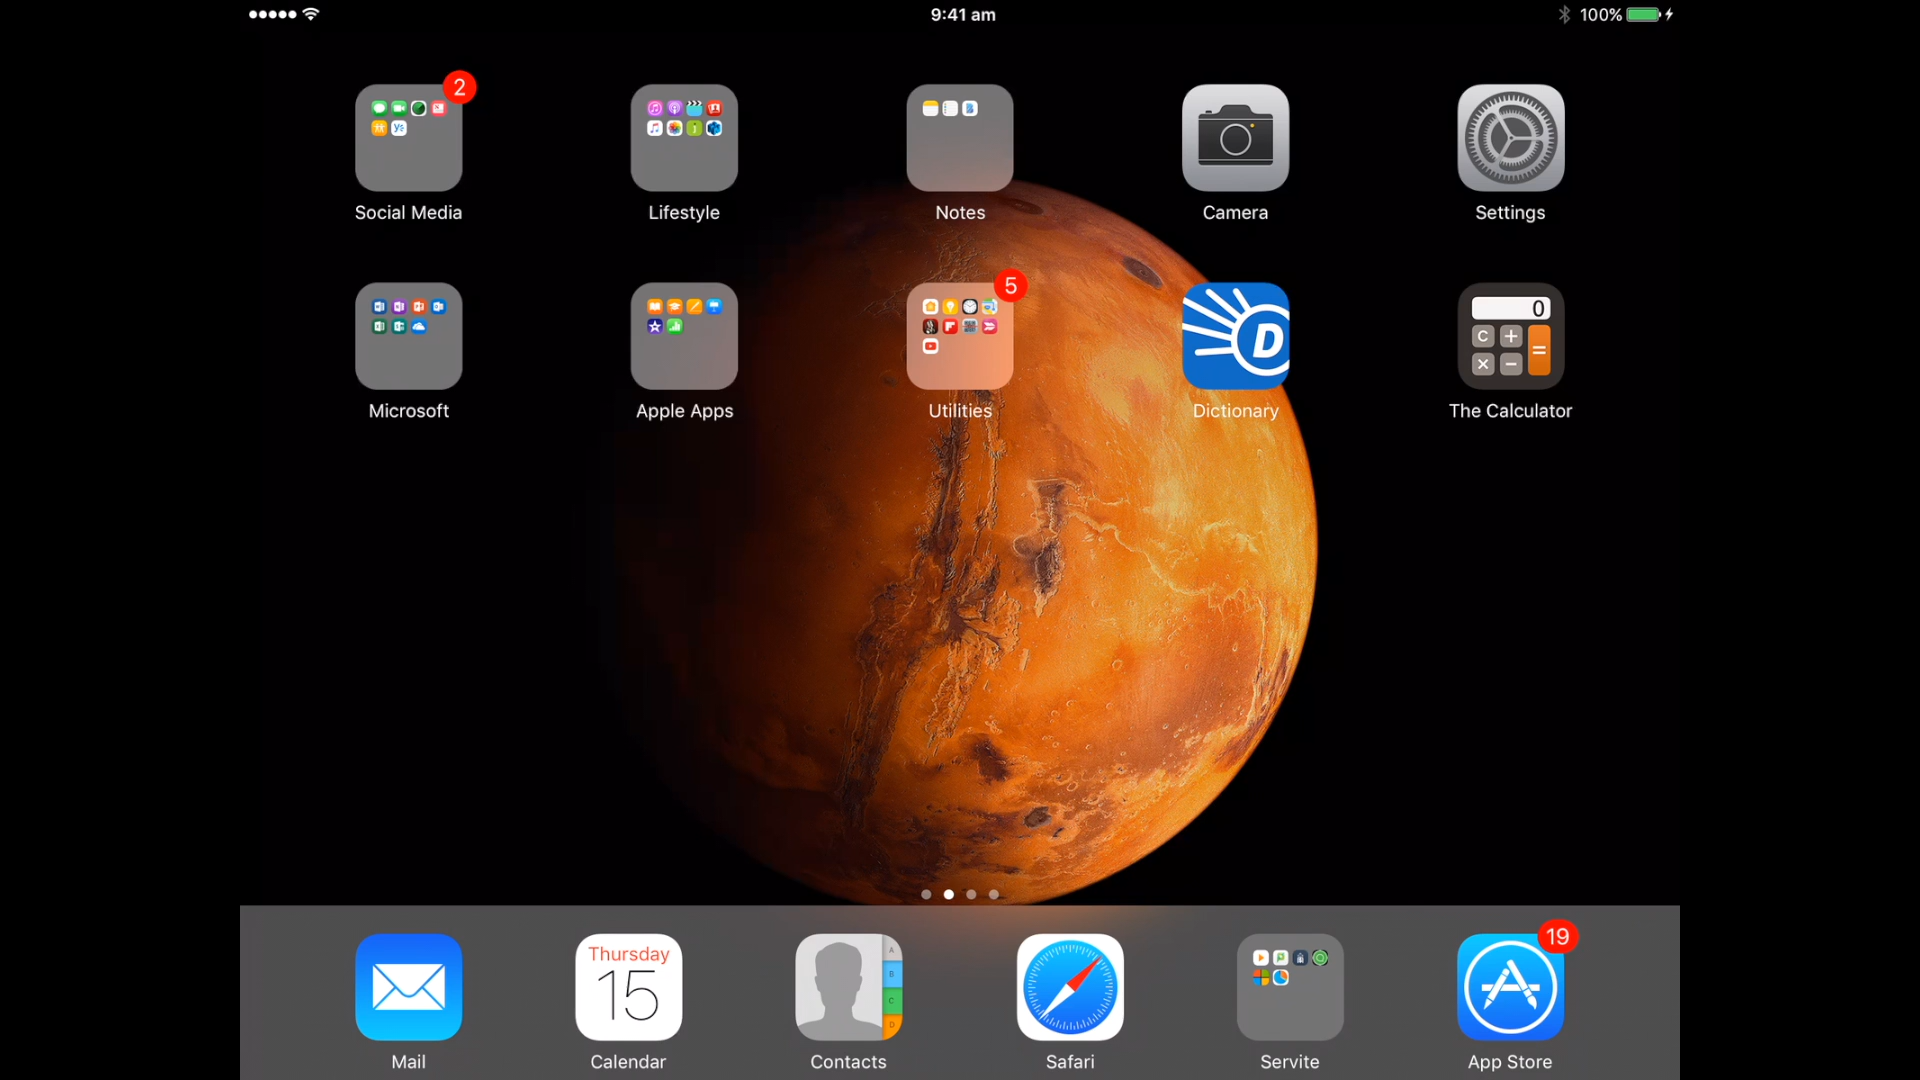 9:41 am
100%
2
Social Media
Lifestyle
Notes
Camera
Settings
5
D
0
C + = × −
Microsoft
Apple Apps
Utilities
Dictionary
The Calculator
Thursday
15
A
B
C
D
19
Mail
Calendar
Contacts
Safari
Servite
App Store